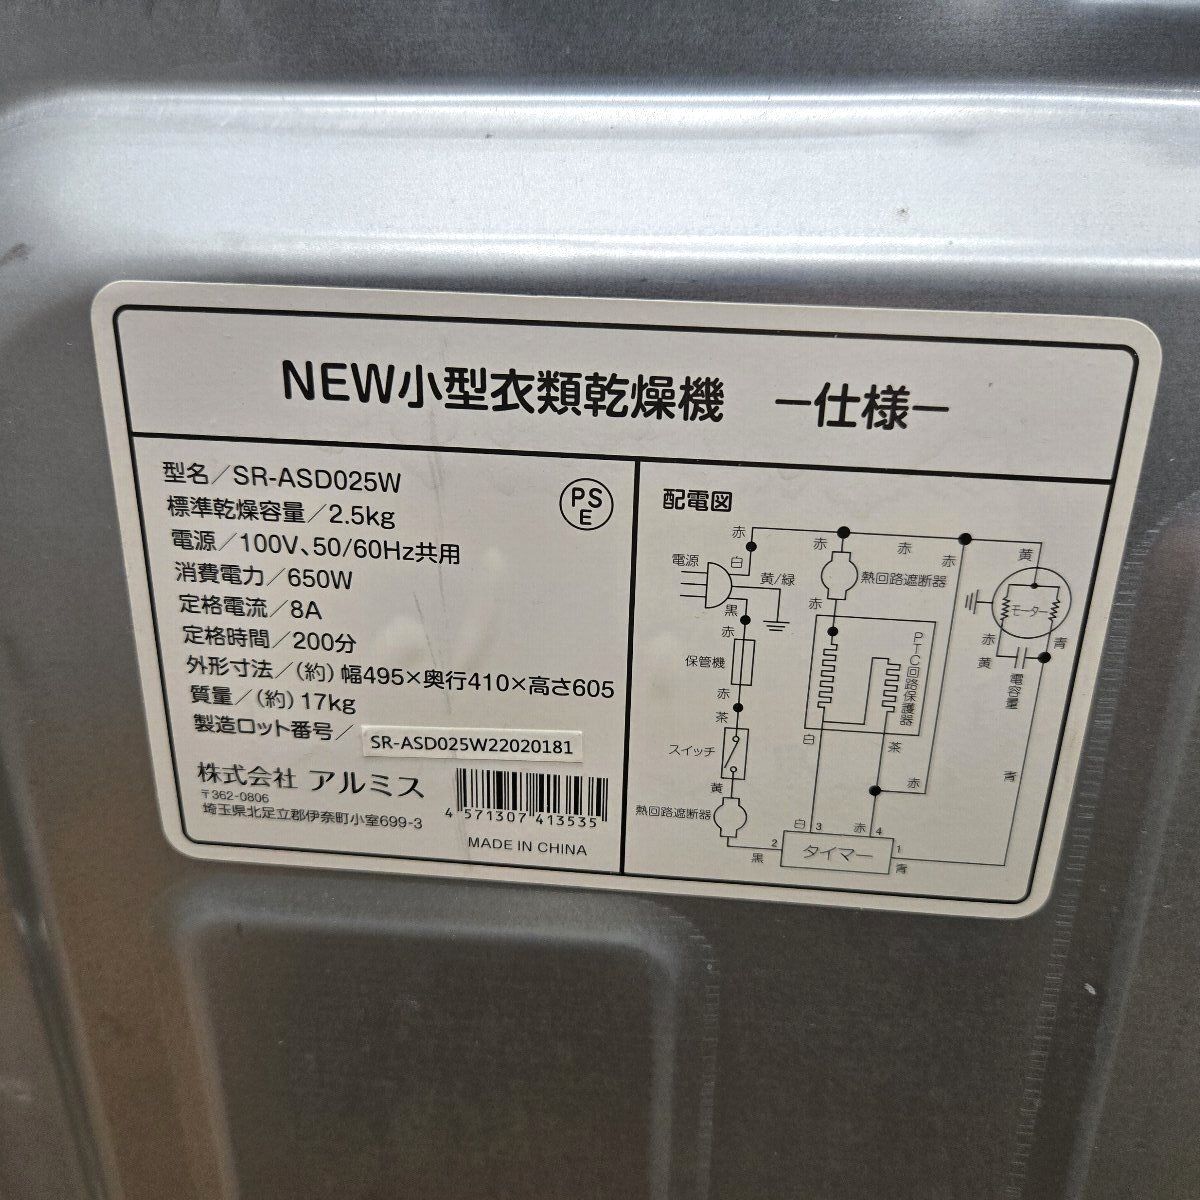 NEW小型衣類乾燥機 ー仕様ー
型名／SR-ASD025W
標準乾燥容量／2.5kg
電源／100V、50/60Hz共用
消費電力／650W
定格電流／8A
定格時間／200分
外形寸法／(約) 幅495×奥行410×高さ605
質量／(約) 17kg
製造ロット番号／
SR-ASD025W22020181
PS
E
株式会社 アルミス
〒362-0806
埼玉県北足立郡伊奈町小室699-3
4 571307 413535
MADE IN CHINA
配電図
赤
白
電源
黄/緑
黒
赤
保管機
赤
茶
スイッチ
黄
熱回路遮断器
黒
2
赤
赤
赤
熱回路遮断器
赤
PTC回路保護器
白
茶
赤
白
3
赤
4
タイマー
1
青
黄
モーター
赤
青
黄
電容量
青